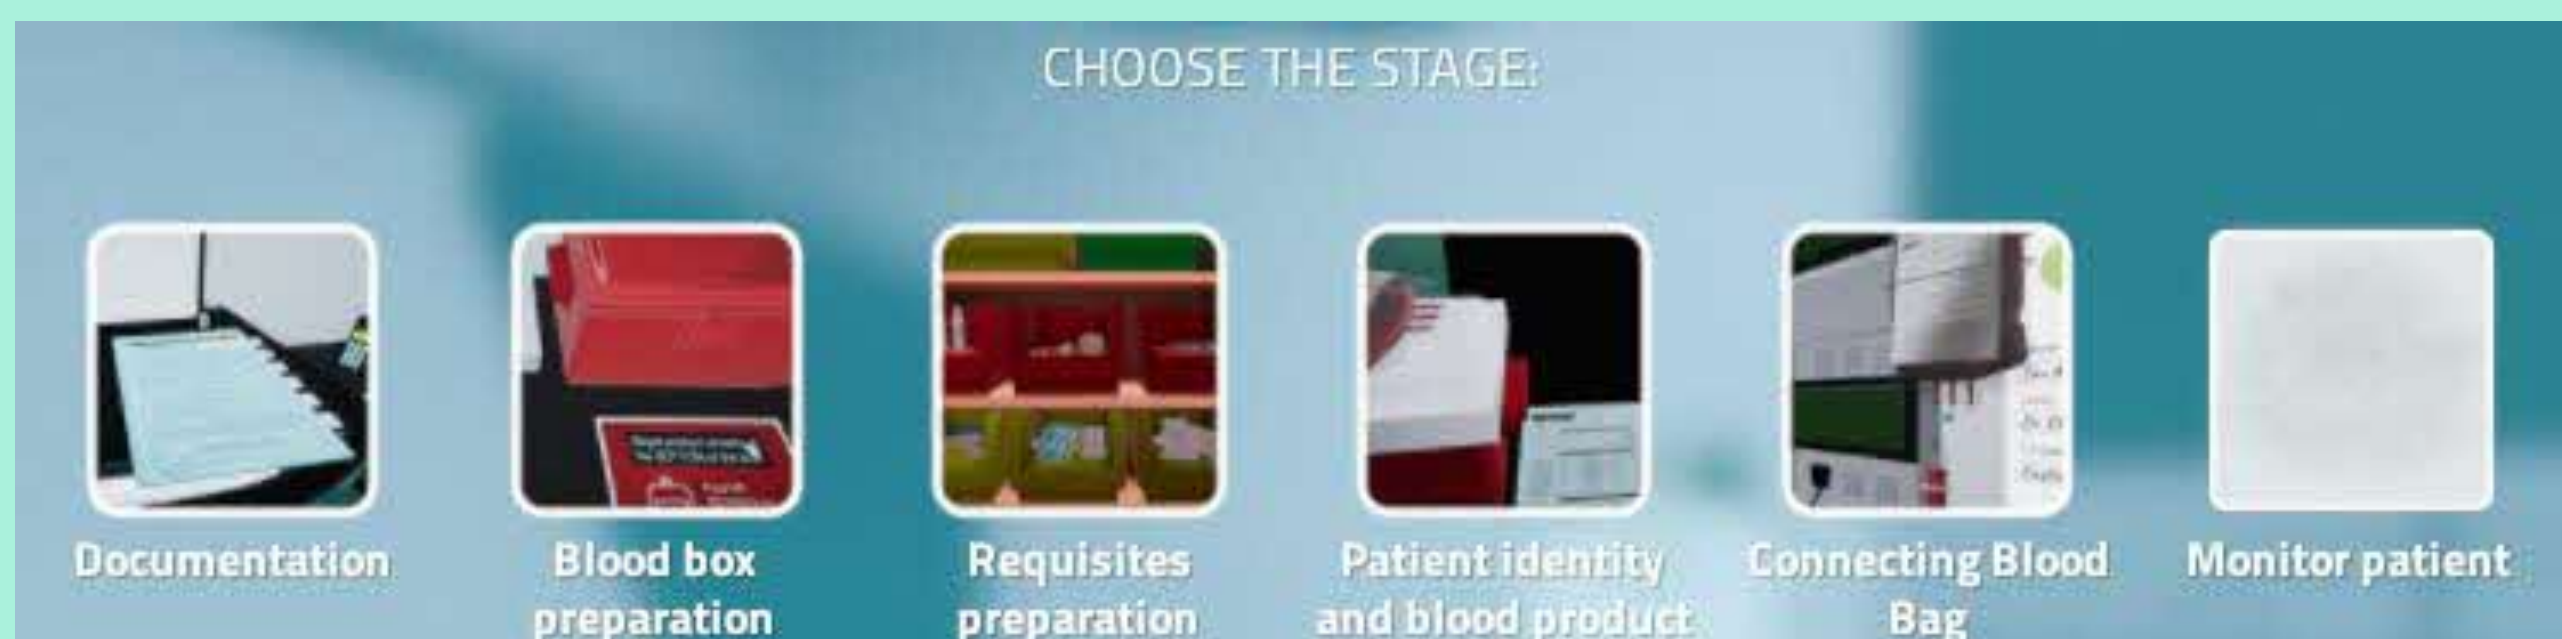 CHOOSE THE STAGE:
Documentation
Blood box
preparation
Requisites
preparation
Patient identity
and blood product
Connecting Blood
Bag
Monitor patient